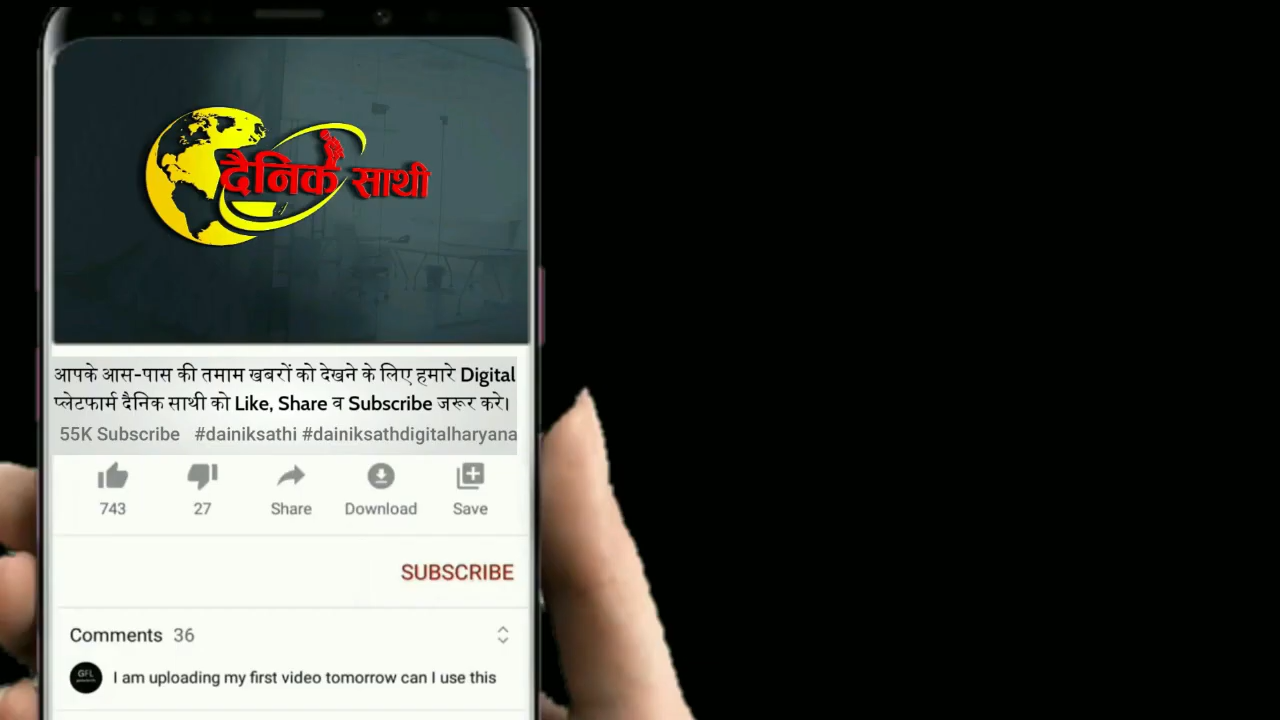 दैनिक साथी
आपके आस-पास की तमाम खबरों को देखने के लिए हमारे Digital
प्लेटफार्म दैनिक साथी को Like, Share व Subscribe जरूर करे।
55K Subscribe #dainiksathi #dainiksathdigitalharyana
743 27 Share Download Save
SUBSCRIBE
Comments 36
GFL
I am uploading my first video tomorrow can I use this